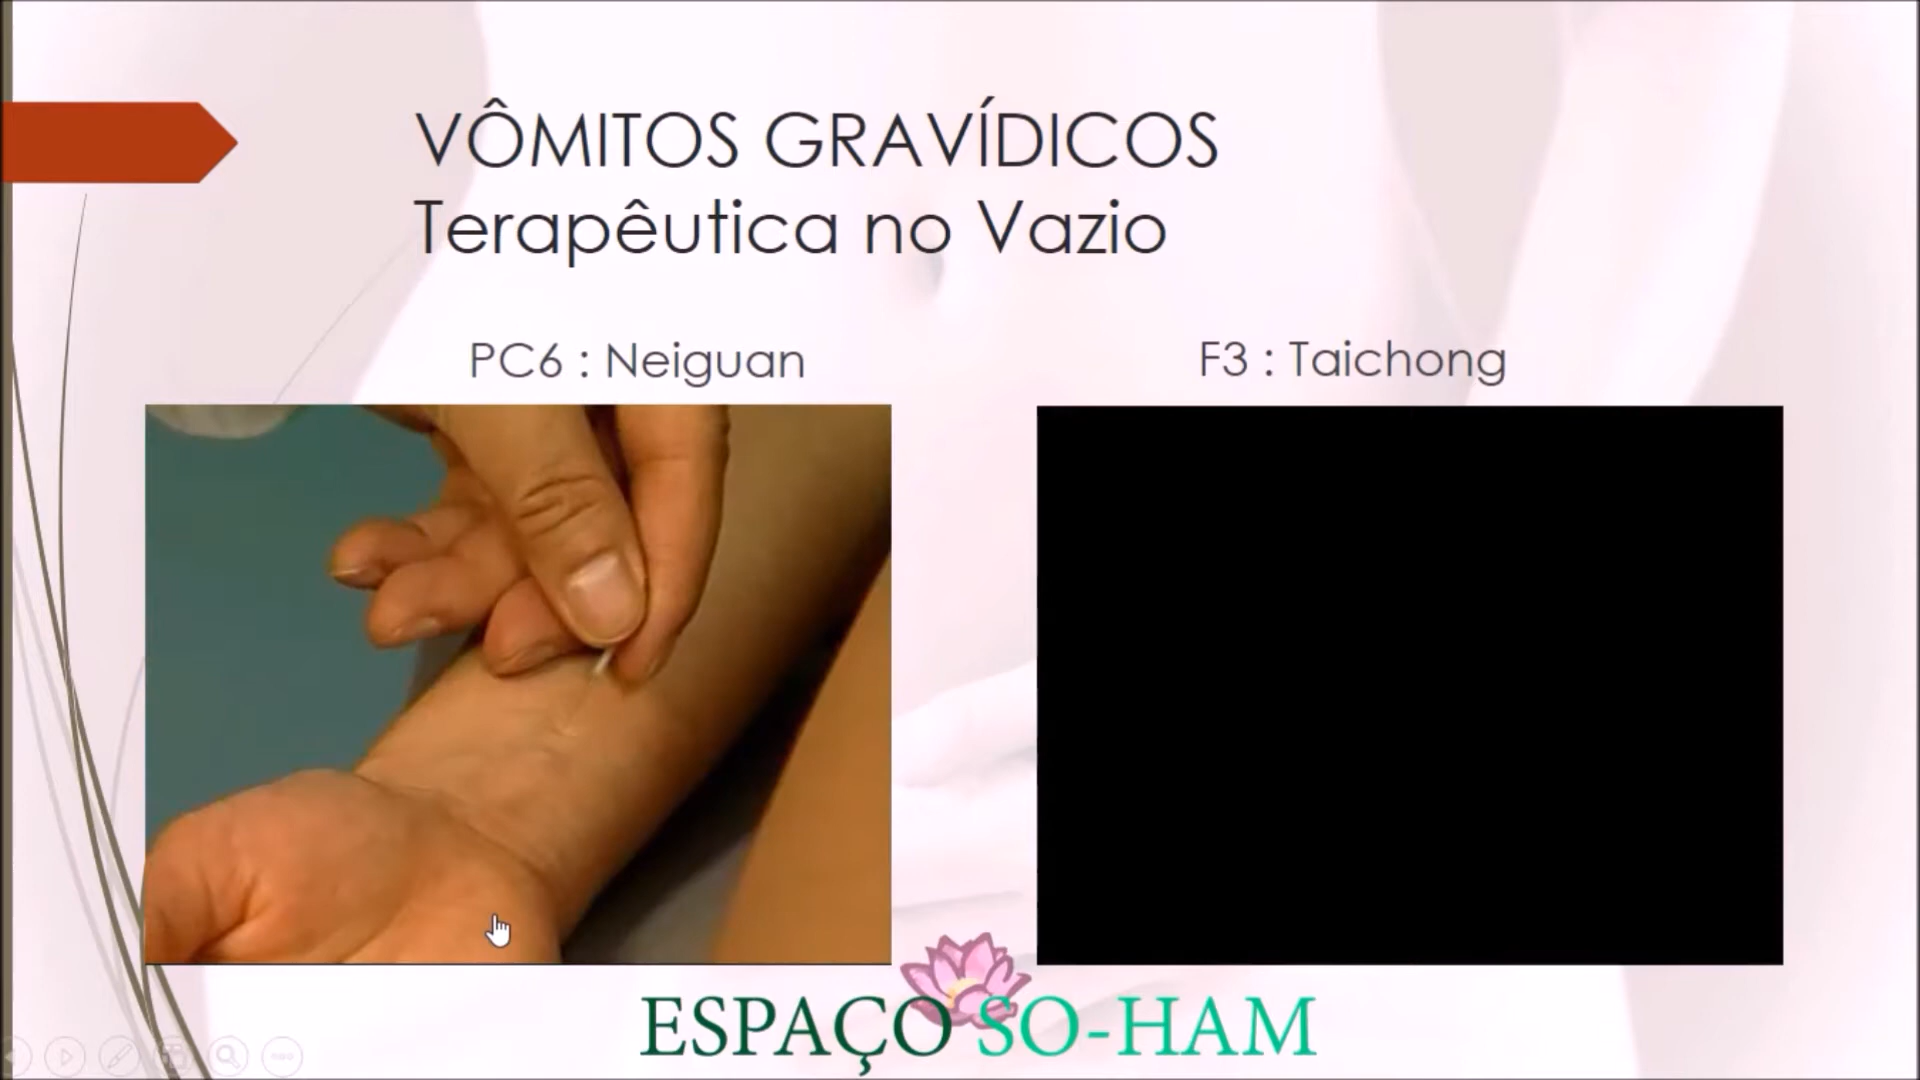 VÔMITOS GRAVÍDICOS
Terapêutica no Vazio
PC6 : Neiguan
F3 : Taichong
ESPAÇO SO-HAM